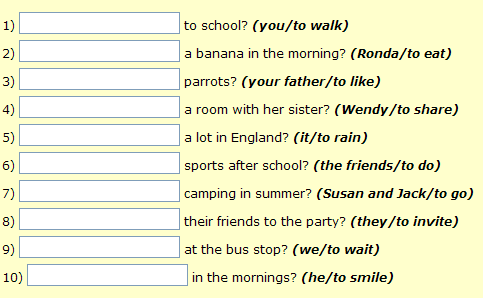 1) to school? (you/to walk)
2) a banana in the morning? (Ronda/to eat)
3) parrots? (your father/to like)
4) a room with her sister? (Wendy/to share)
5) a lot in England? (it/to rain)
6) sports after school? (the friends/to do)
7) camping in summer? (Susan and Jack/to go)
8) their friends to the party? (they/to invite)
9) at the bus stop? (we/to wait)
10) in the mornings? (he/to smile)